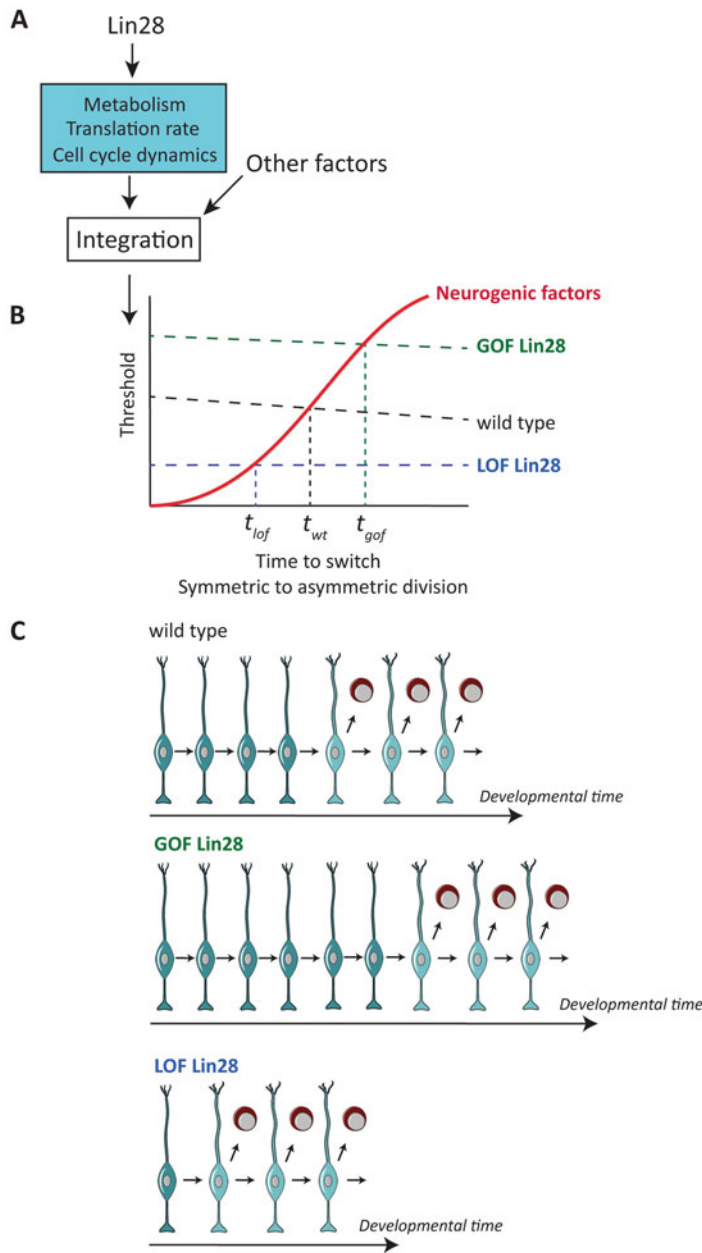 A
Lin28
Metabolism
Translation rate
Cell cycle dynamics
Other factors
Integration
B
Neurogenic factors
GOF Lin28
wild type
LOF Lin28
Threshold
t_lof t_wt t_gof
Time to switch
Symmetric to asymmetric division
C
wild type
Developmental time
GOF Lin28
Developmental time
LOF Lin28
Developmental time